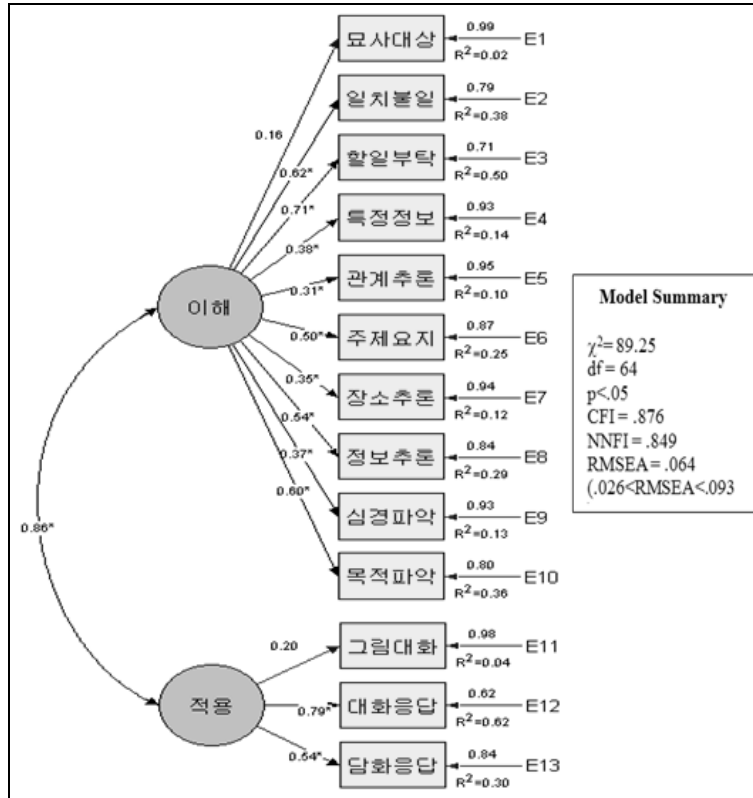 0.99
묘사대상
E1
R²=0.02
0.16
0.79
일치불일
E2
R²=0.38
0.62*
0.71
할일부탁
E3
R²=0.50
0.71*
0.93
특정정보
E4
R²=0.14
0.38*
0.95
관계추론
E5
R²=0.10
0.31*
이해
0.87
주제요지
E6
R²=0.25
0.50*
0.94
장소추론
E7
R²=0.12
0.35*
0.84
정보추론
E8
R²=0.29
0.54*
0.93
심경파악
E9
R²=0.13
0.37*
0.80
목적파악
E10
R²=0.36
0.60*
0.86*
0.98
그림대화
E11
R²=0.04
0.20
적용
0.62
대화응답
E12
R²=0.62
0.79*
0.84
담화응답
E13
R²=0.30
0.54*
Model Summary
χ²= 89.25
df = 64
p<.05
CFI = .876
NNFI = .849
RMSEA = .064
(.026<RMSEA<.093